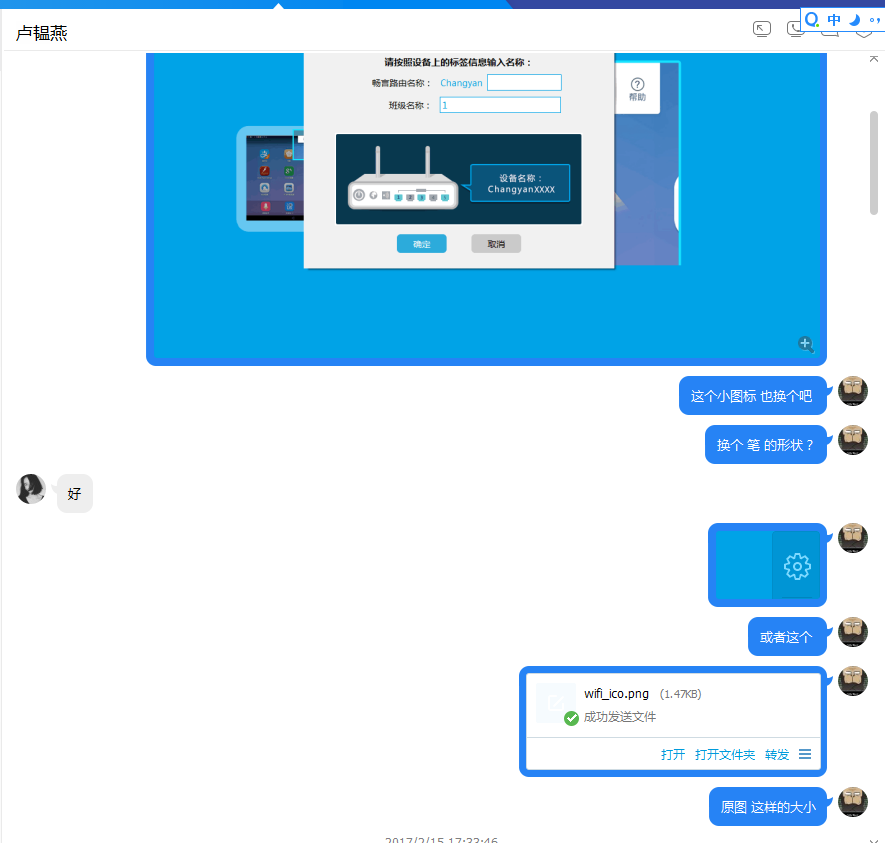 中
卢韫燕
请按照设备上的标签信息输入名称：
畅言路由名称： Changyan
班级名称： 1
帮助
设备名称：
ChangyanXXXX
确定 取消
这个小图标 也换个吧
换个 笔 的形状？
好
或者这个
wifi_ico.png (1.47KB)
成功发送文件
打开 打开文件夹 转发
原图 这样的大小
2017/2/15 17:33:46